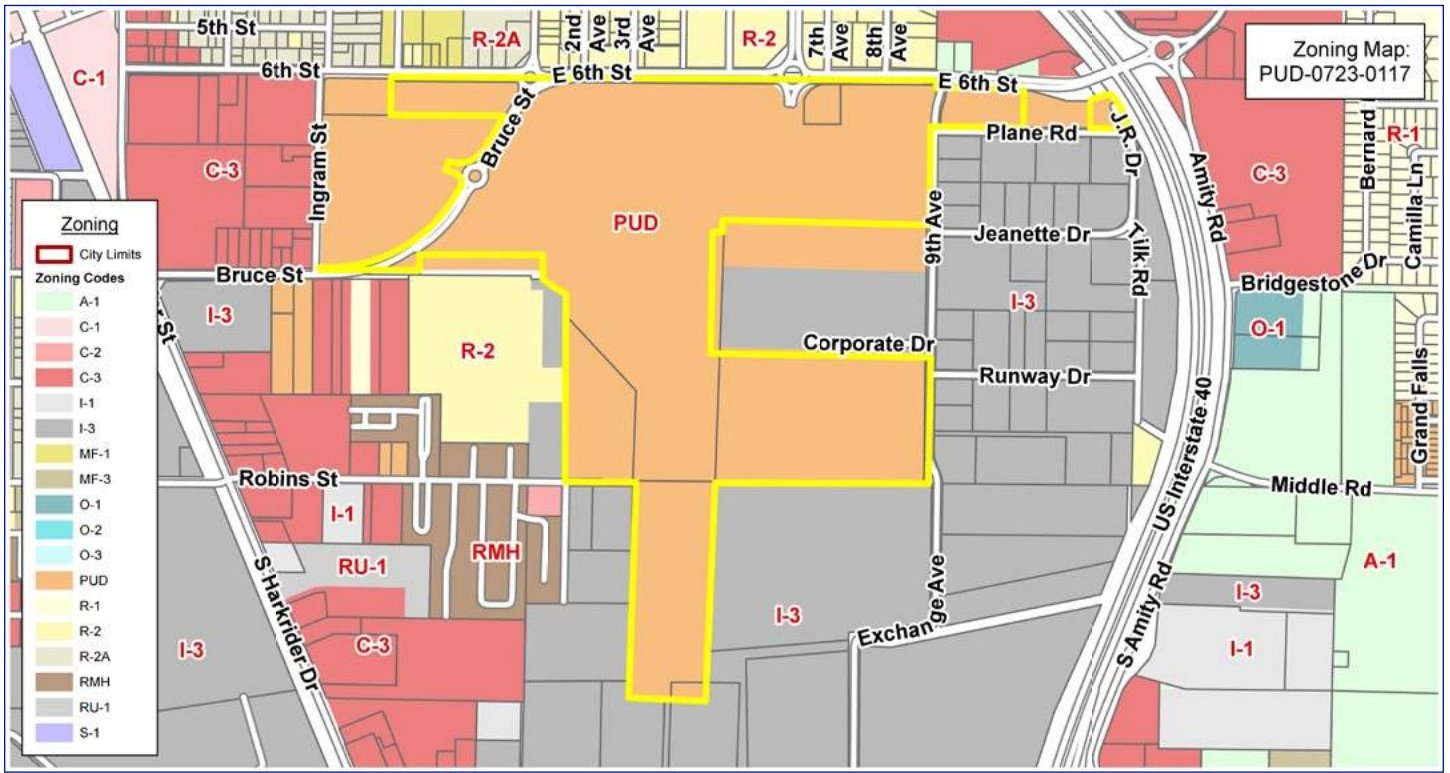 5th St
R-2A
2nd Ave
3rd Ave
R-2
7th Ave
8th Ave
Zoning Map:
PUD-0723-0117
C-1
6th St
E 6th St
E 6th St
Bruce St
Plane Rd
J.R. Dr
Amity Rd
Bernard
R-1
Camilla Ln
C-3
Ingram St
PUD
9th Ave
C-3
Zoning
City Limits
Zoning Codes
A-1
C-1
C-2
C-3
I-1
I-3
MF-1
MF-3
O-1
O-2
O-3
PUD
R-1
R-2
R-2A
RMH
RU-1
S-1
Jeanette Dr
Tilk Rd
Bruce St
Bridgestone Dr
I-3
I-3
O-1
R-2
Corporate Dr
Runway Dr
US Interstate 40
Grand Falls
Robins St
Middle Rd
I-1
RMH
RU-1
A-1
S Harkrider Dr
I-3
I-3
Exchange Ave
S Amity Rd
I-3
C-3
I-1